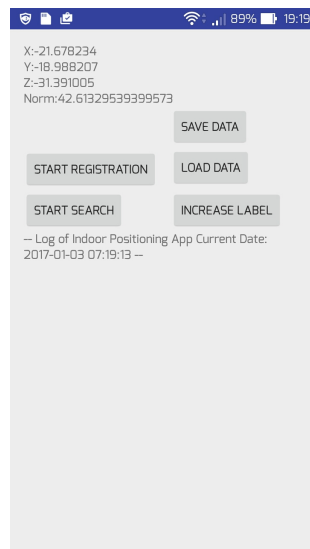 89% 19:19
X:-21.678234
Y:-18.988207
Z:-31.391005
Norm:42.61329539399573
SAVE DATA
START REGISTRATION LOAD DATA
START SEARCH INCREASE LABEL
-- Log of Indoor Positioning App Current Date:
2017-01-03 07:19:13 --